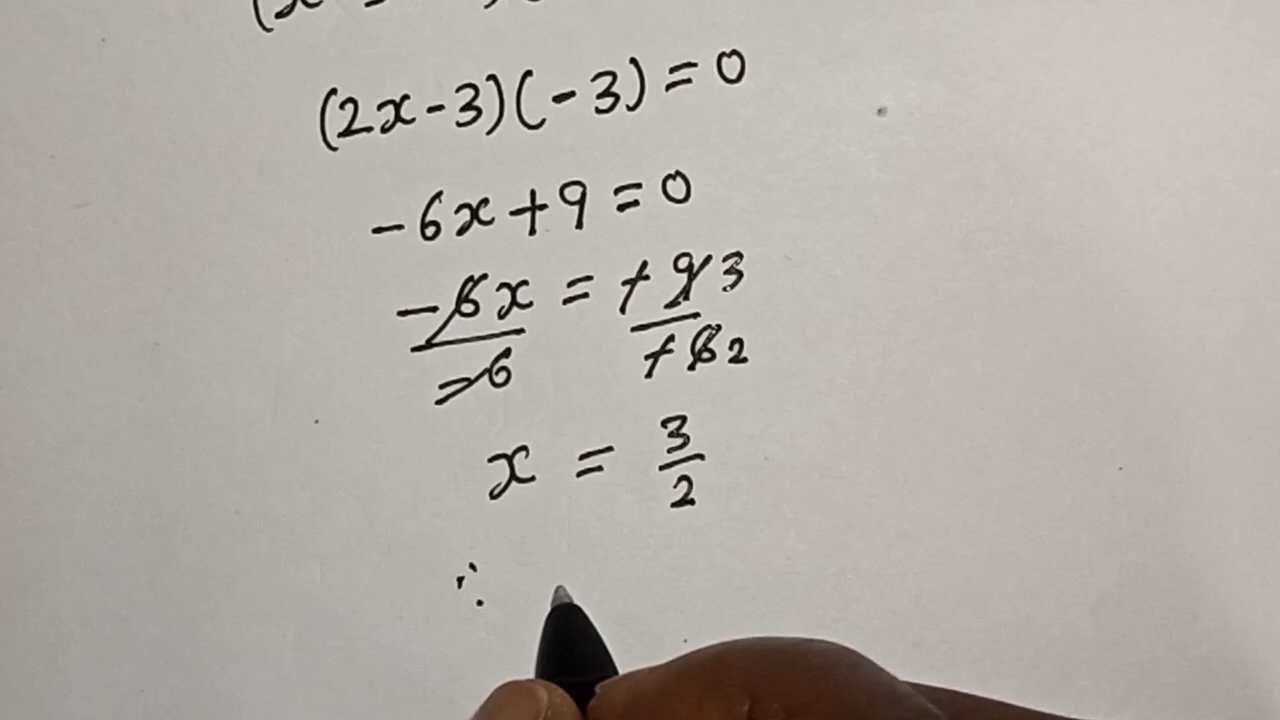 (2x-3)(-3)=0
-6x+9=0
-6x/-6 = +9/+6 3 2
x = 3/2
∴